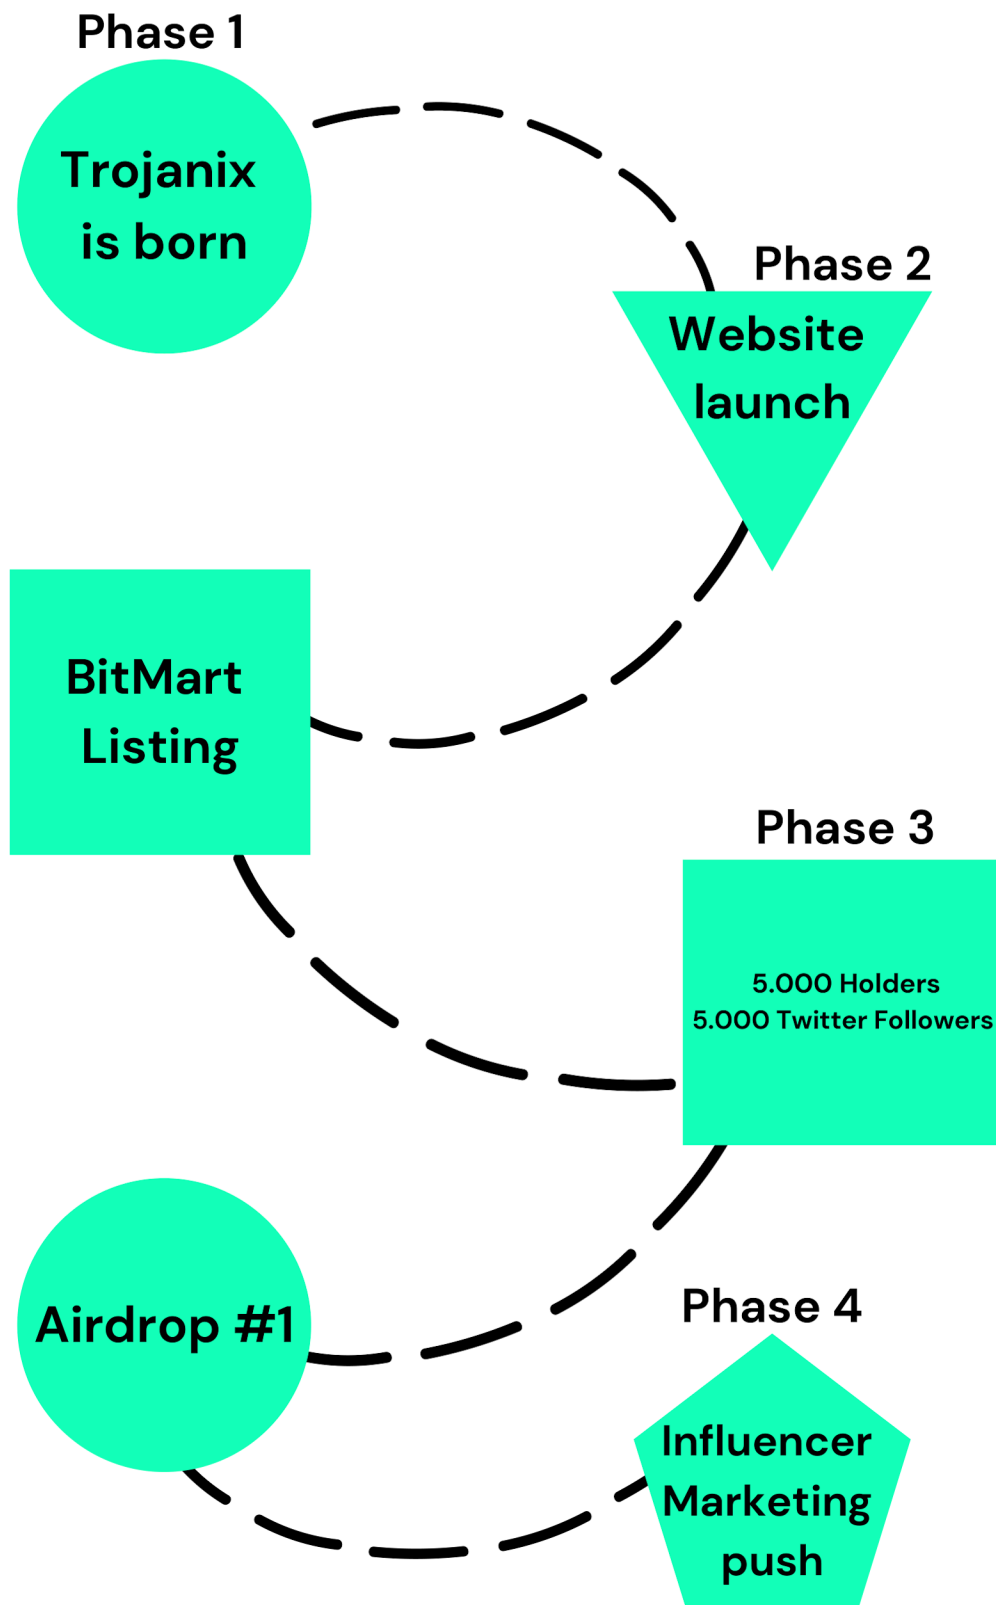 Phase 1
Trojanix
is born
Phase 2
Website
launch
BitMart
Listing
Phase 3
5.000 Holders
5.000 Twitter Followers
Airdrop #1
Phase 4
Influencer
Marketing
push